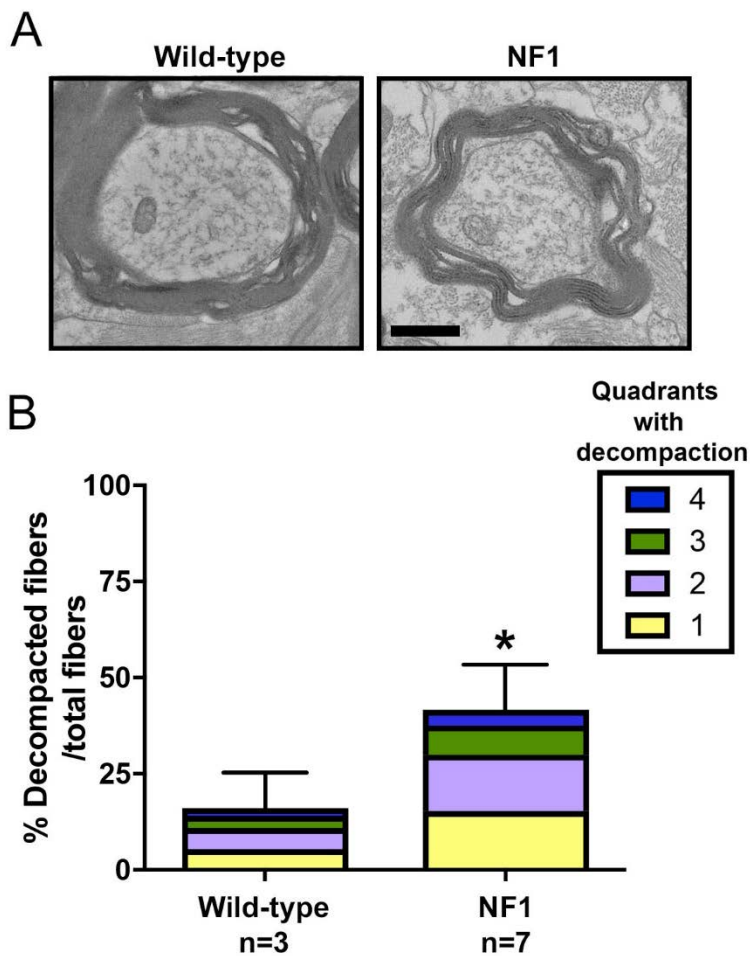 A
Wild-type
NF1
B
Quadrants
with
decompaction
4
3
2
1
% Decompacted fibers
/total fibers
100
75
50
25
0
*
Wild-type
n=3
NF1
n=7